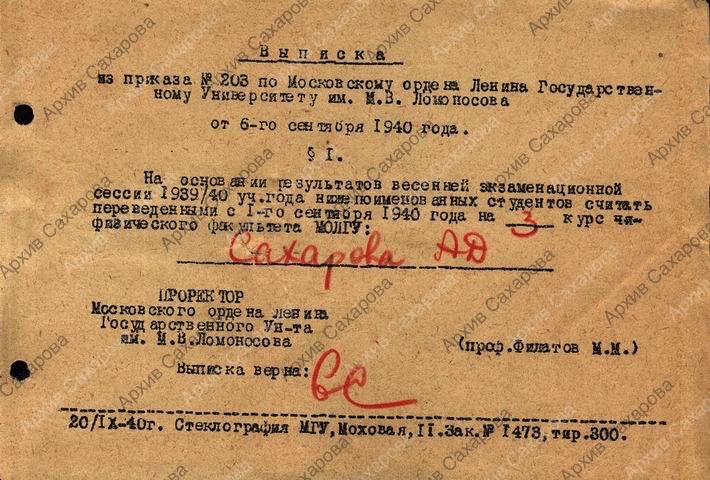 Выписка
из приказа № 203 по Московскому ордена Ленина Государствен-
ному Университету им. М.В. Ломоносова
от 6-го сентября 1940 года.
§ I.
На основании результатов весенней экзаменационной
сессии 1939/40 уч.года нижепоименованных студентов считать
переведенными с I-го сентября 1940 года на 3 курс
физического факультета МОЛГУ:
Сахарова АД
ПРОРЕКТОР
Московского ордена Ленина
Государственного Ун-та
им. М.В.Ломоносова
(проф.Филатов М.М.)
Выписка верна:
20/IX-40г. Стеклография МГУ,Моховая,II.Зак.№ 1473,тир.300.
Архив Сахарова